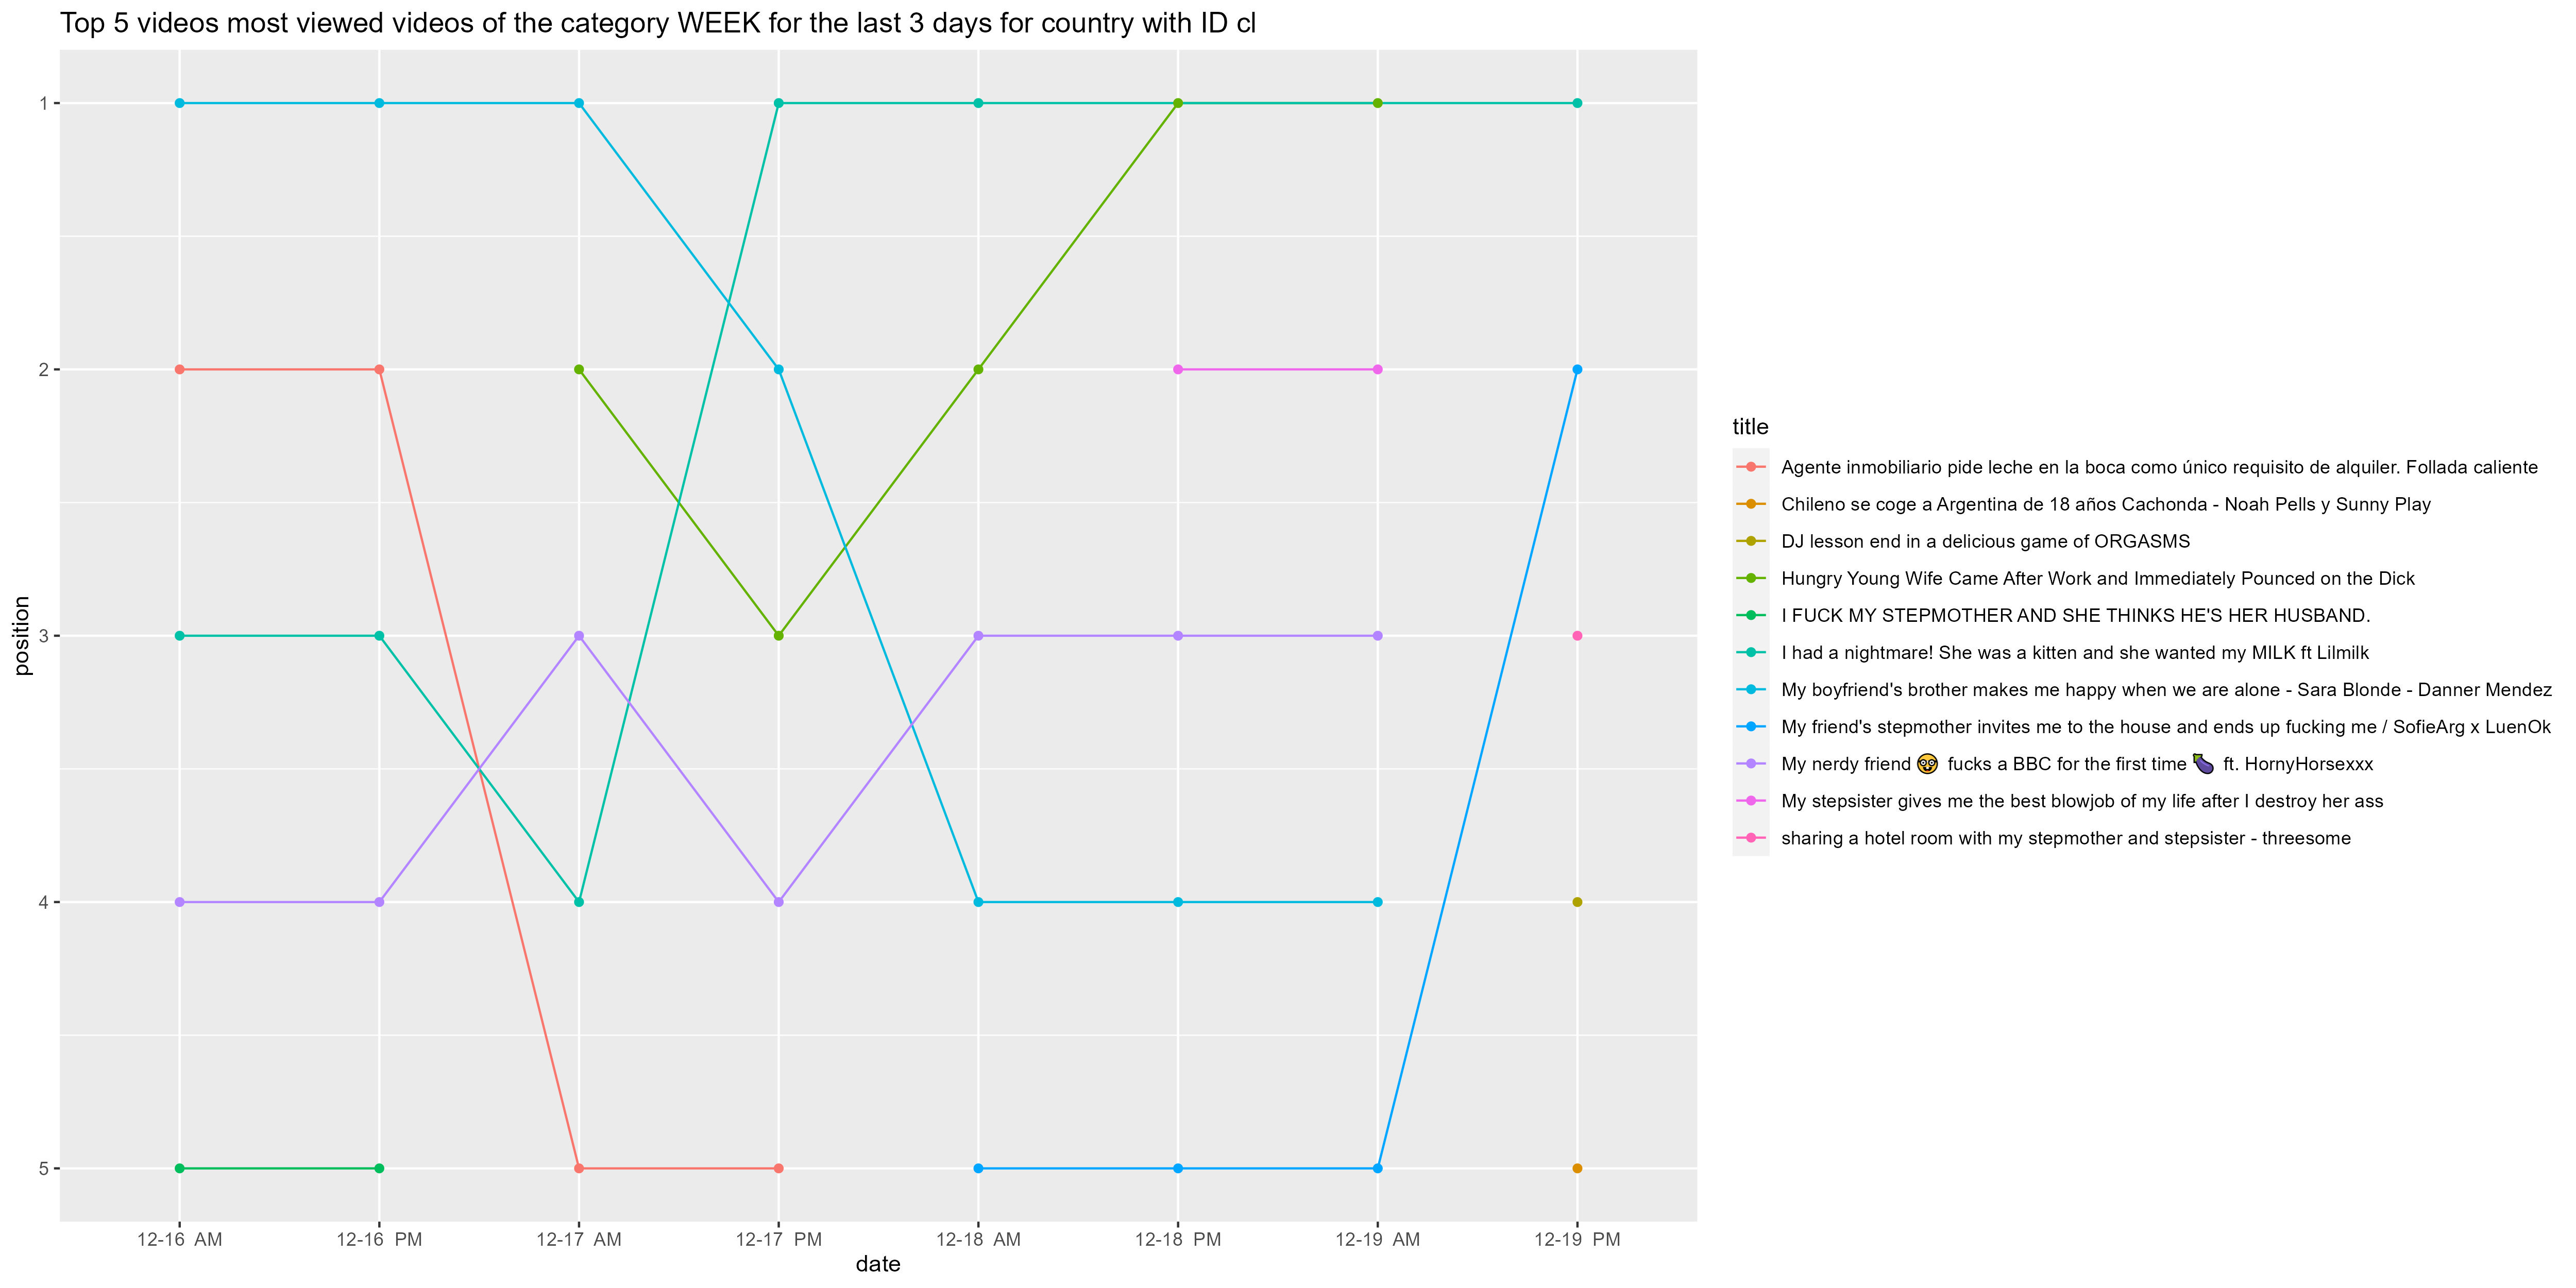 Top 5 videos most viewed videos of the category WEEK for the last 3 days for country with ID cl
position
1
2
3
4
5
12-16 AM
12-16 PM
12-17 AM
12-17 PM
12-18 AM
12-18 PM
12-19 AM
12-19 PM
date
title
Agente inmobiliario pide leche en la boca como único requisito de alquiler. Follada caliente
Chileno se coge a Argentina de 18 años Cachonda - Noah Pells y Sunny Play
DJ lesson end in a delicious game of ORGASMS
Hungry Young Wife Came After Work and Immediately Pounced on the Dick
I FUCK MY STEPMOTHER AND SHE THINKS HE'S HER HUSBAND.
I had a nightmare! She was a kitten and she wanted my MILK ft Lilmilk
My boyfriend's brother makes me happy when we are alone - Sara Blonde - Danner Mendez
My friend's stepmother invites me to the house and ends up fucking me / SofieArg x LuenOk
My nerdy friend 🤓 fucks a BBC for the first time 🍆 ft. HornyHorsexxx
My stepsister gives me the best blowjob of my life after I destroy her ass
sharing a hotel room with my stepmother and stepsister - threesome